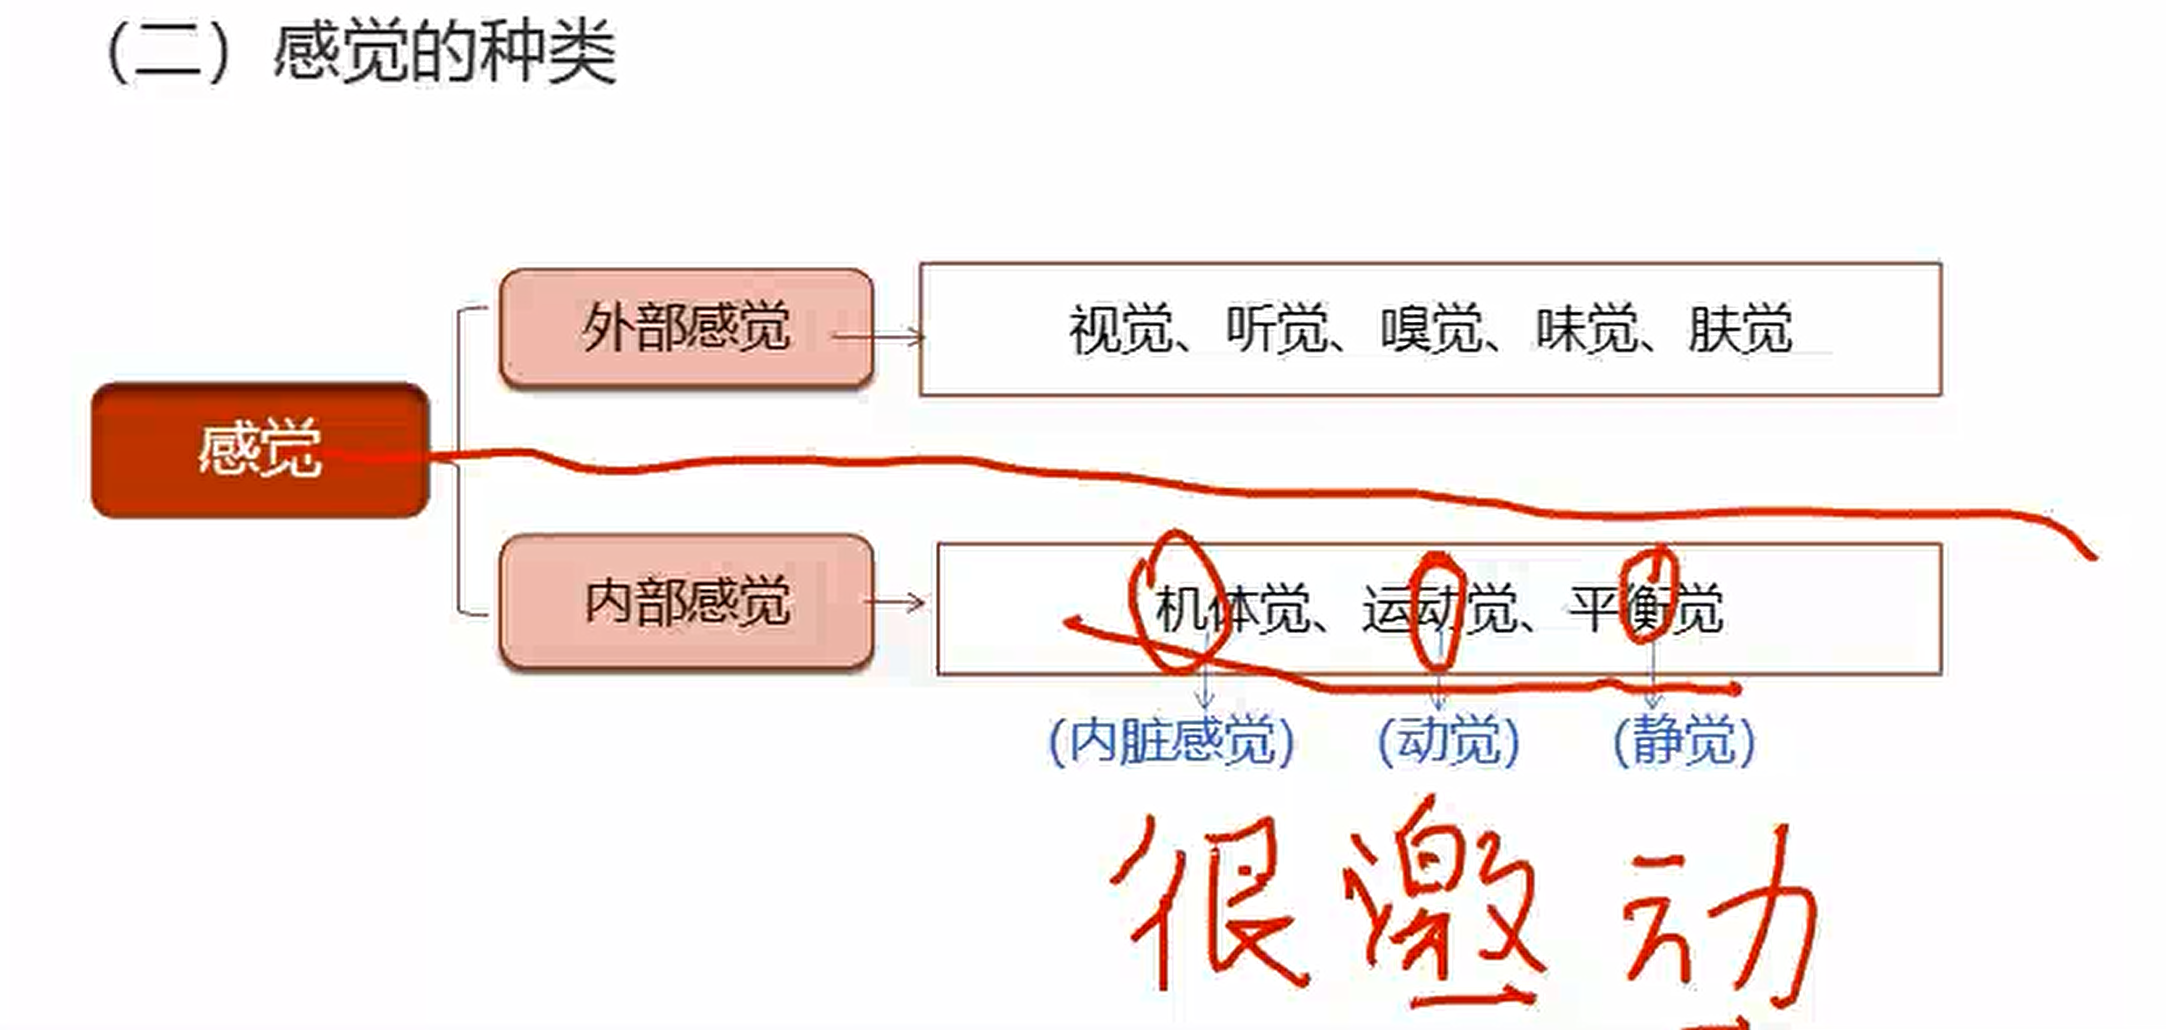 （二）感觉的种类
外部感觉
视觉、听觉、嗅觉、味觉、肤觉
感觉
内部感觉
机体觉、运动觉、平衡觉
(内脏感觉) (动觉) (静觉)
很激动